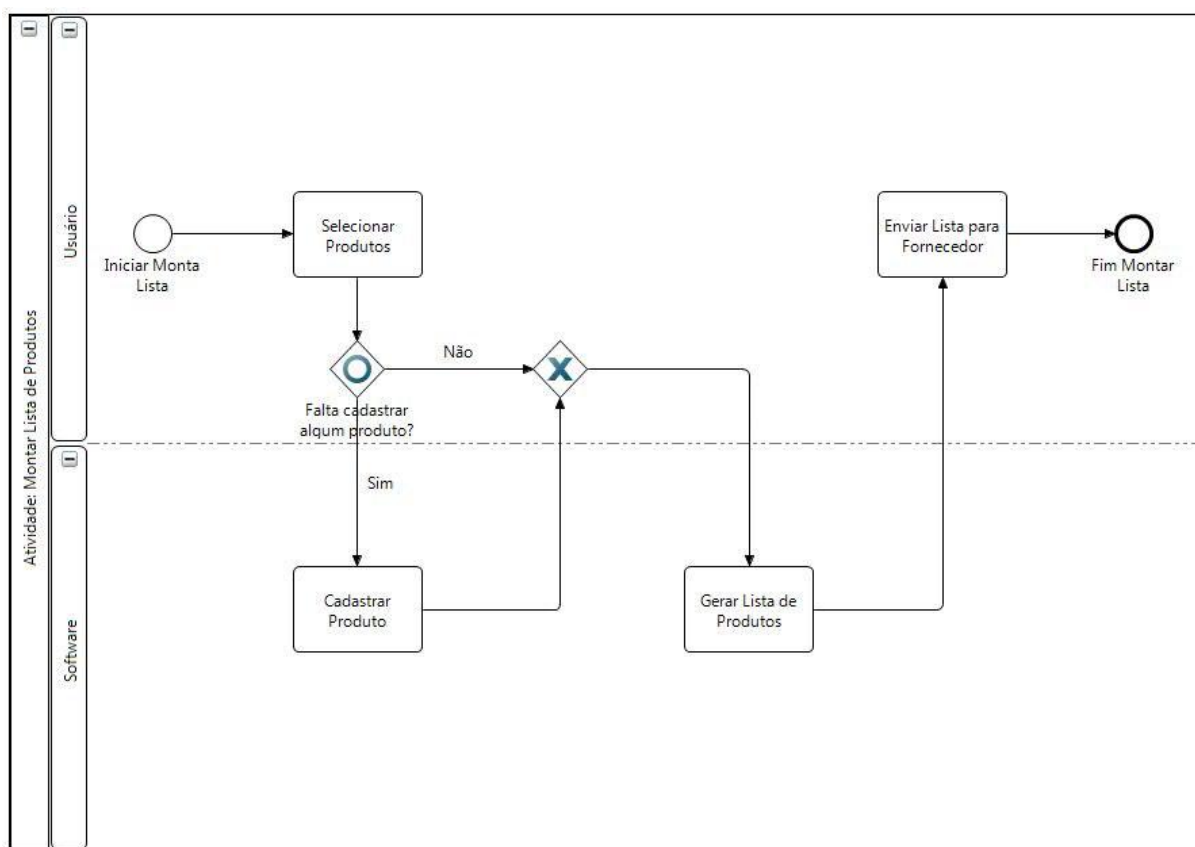 Atividade: Montar Lista de Produtos
Usuário
Iniciar Monta
Lista
Selecionar
Produtos
Falta cadastrar
algum produto?
Não
Sim
Cadastrar
Produto
Gerar Lista de
Produtos
Enviar Lista para
Fornecedor
Fim Montar
Lista
Software